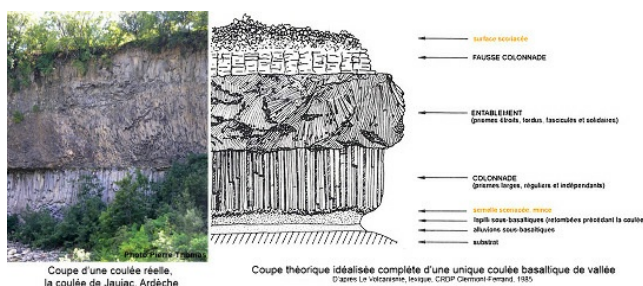 surface scoriacée
FAUSSE COLONNADE
ENTABLEMENT
(prismes étroits, tordus, fasciculés et solidaires)
COLONNADE
(prismes larges, réguliers et indépendants)
semelle scoriacée mince
lapilli sous-basaltiques (retombées précédant la coulée
alluvions sous-basaltiques
substrat
Photo Pierre Thomas
Coupe d'une coulée réelle,
la coulée de Jaujac, Ardèche
Coupe théorique idéalisée complète d'une unique coulée basaltique de vallée
D'après Le Volcanisme, lexique, CRDP Clermont-Ferrand, 1985